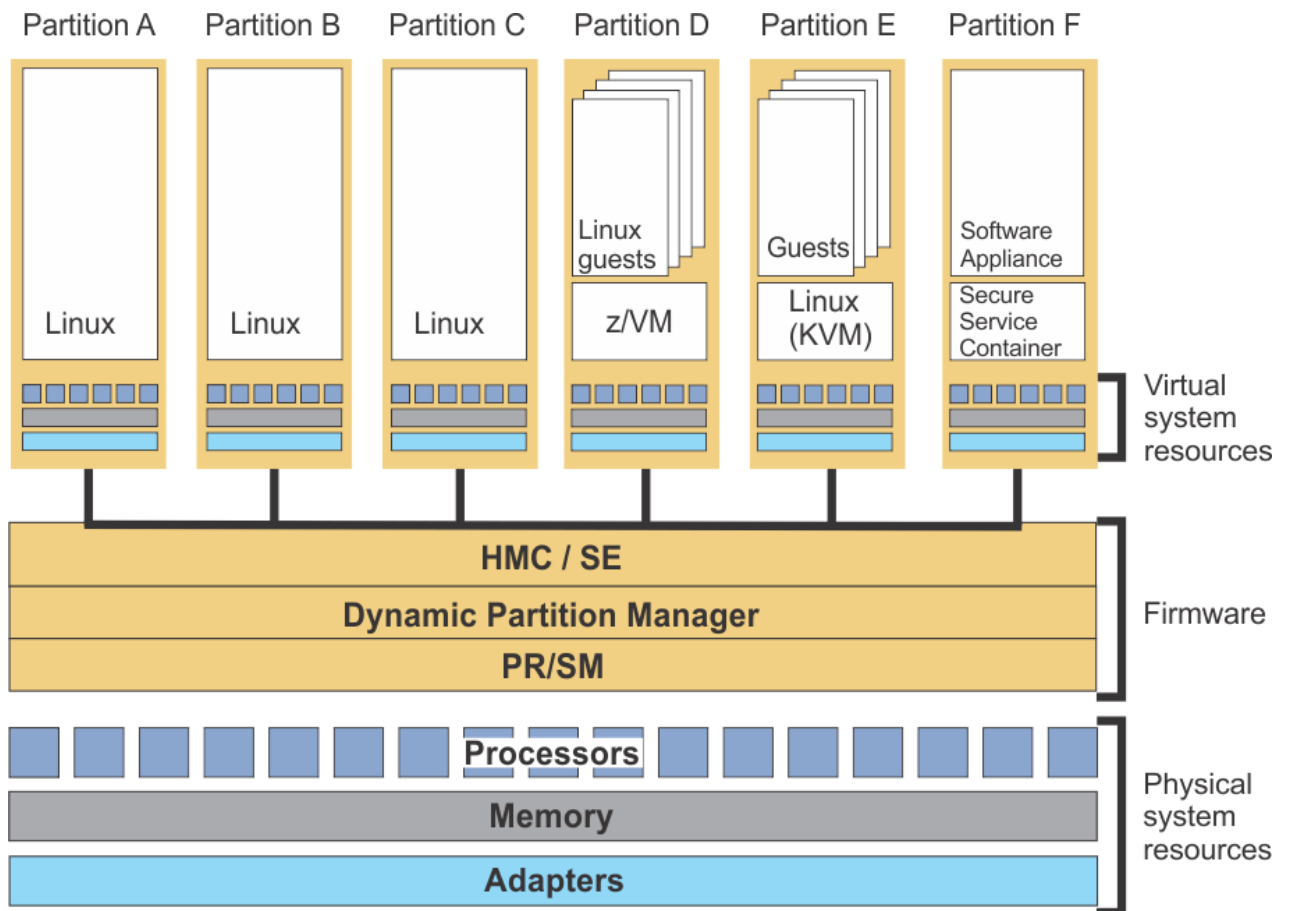 Partition A
Partition B
Partition C
Partition D
Partition E
Partition F
Linux
Linux
Linux
Linux
guests
z/VM
Guests
Linux
(KVM)
Software
Appliance
Secure
Service
Container
Virtual
system
resources
HMC / SE
Dynamic Partition Manager
PR/SM
Firmware
Processors
Memory
Adapters
Physical
system
resources